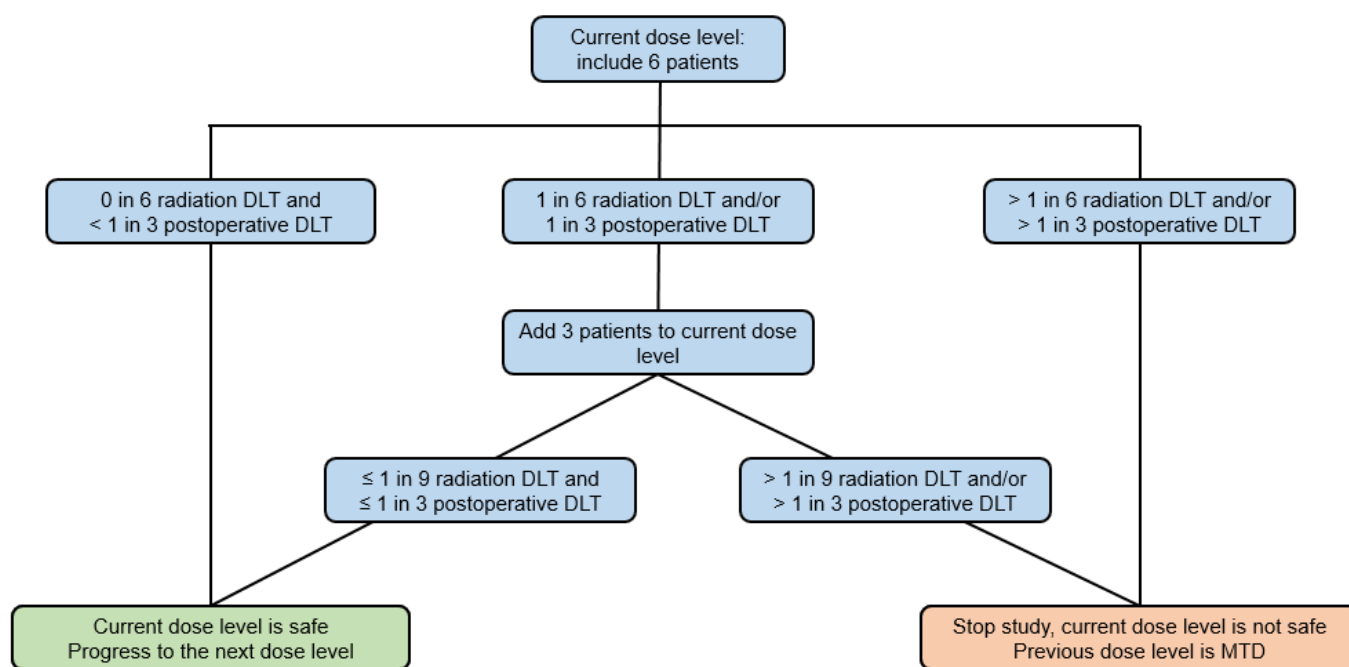 Current dose level:
include 6 patients
0 in 6 radiation DLT and
< 1 in 3 postoperative DLT
1 in 6 radiation DLT and/or
1 in 3 postoperative DLT
> 1 in 6 radiation DLT and/or
> 1 in 3 postoperative DLT
Add 3 patients to current dose
level
≤ 1 in 9 radiation DLT and
≤ 1 in 3 postoperative DLT
> 1 in 9 radiation DLT and/or
> 1 in 3 postoperative DLT
Current dose level is safe
Progress to the next dose level
Stop study, current dose level is not safe
Previous dose level is MTD